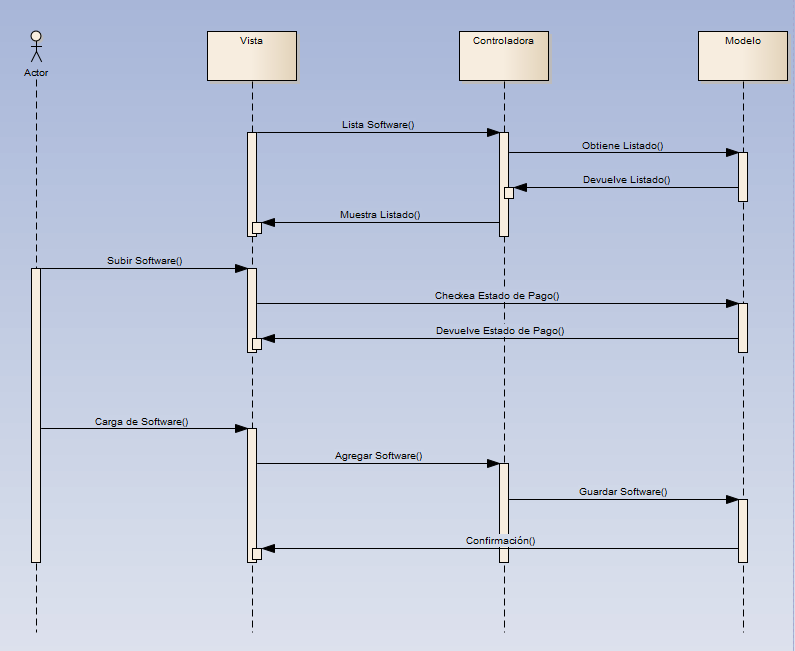 Actor
Vista
Controladora
Modelo
Lista Software()
Obtiene Listado()
Devuelve Listado()
Muestra Listado()
Subir Software()
Checkea Estado de Pago()
Devuelve Estado de Pago()
Carga de Software()
Agregar Software()
Guardar Software()
Confirmación()